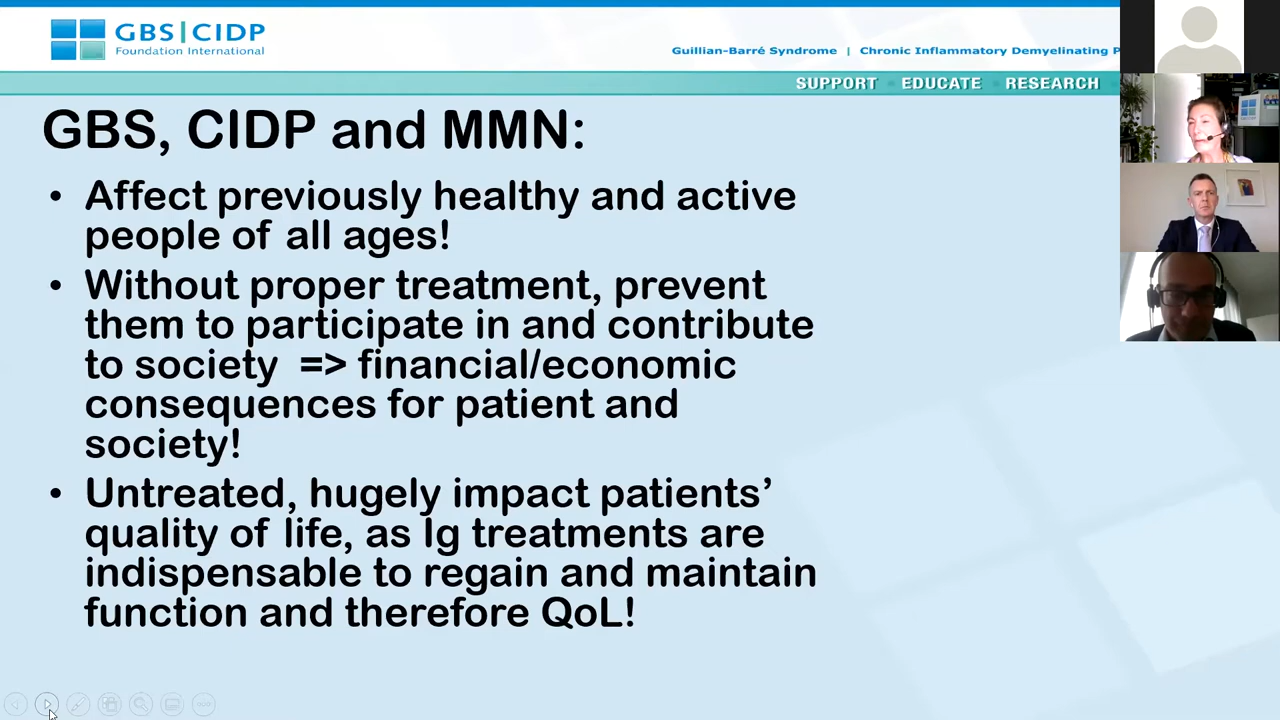 GBS|CIDP
Foundation International
Guillian-Barré Syndrome | Chronic Inflammatory Demyelinating P
SUPPORT EDUCATE RESEARCH
GBS, CIDP and MMN:
• Affect previously healthy and active
people of all ages!
• Without proper treatment, prevent
them to participate in and contribute
to society => financial/economic
consequences for patient and
society!
• Untreated, hugely impact patients’
quality of life, as Ig treatments are
indispensable to regain and maintain
function and therefore QoL!